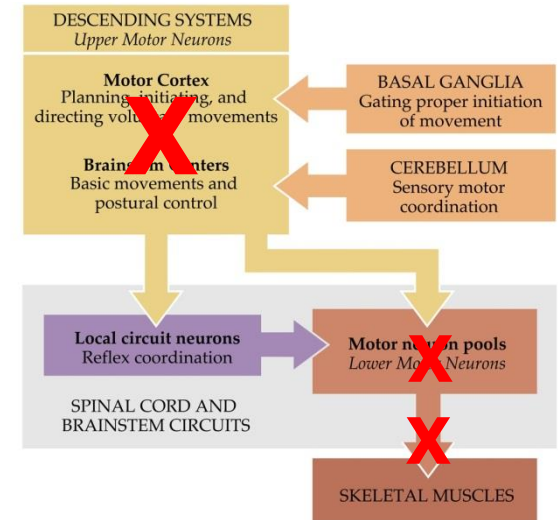 DESCENDING SYSTEMS
Upper Motor Neurons
Motor Cortex
Planning, initiating, and
directing voluntary movements
Brainstem Centers
Basic movements and
postural control
BASAL GANGLIA
Gating proper initiation
of movement
CEREBELLUM
Sensory motor
coordination
Local circuit neurons
Reflex coordination
Motor neuron pools
Lower Motor Neurons
SPINAL CORD AND
BRAINSTEM CIRCUITS
SKELETAL MUSCLES